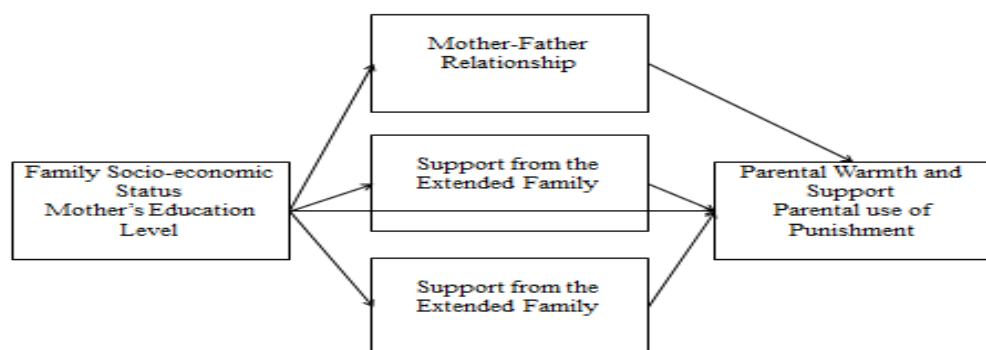 Mother-Father
Relationship
Family Socio-economic
Status
Mother's Education
Level
Support from the
Extended Family
Parental Warmth and
Support
Parental use of
Punishment
Support from the
Extended Family